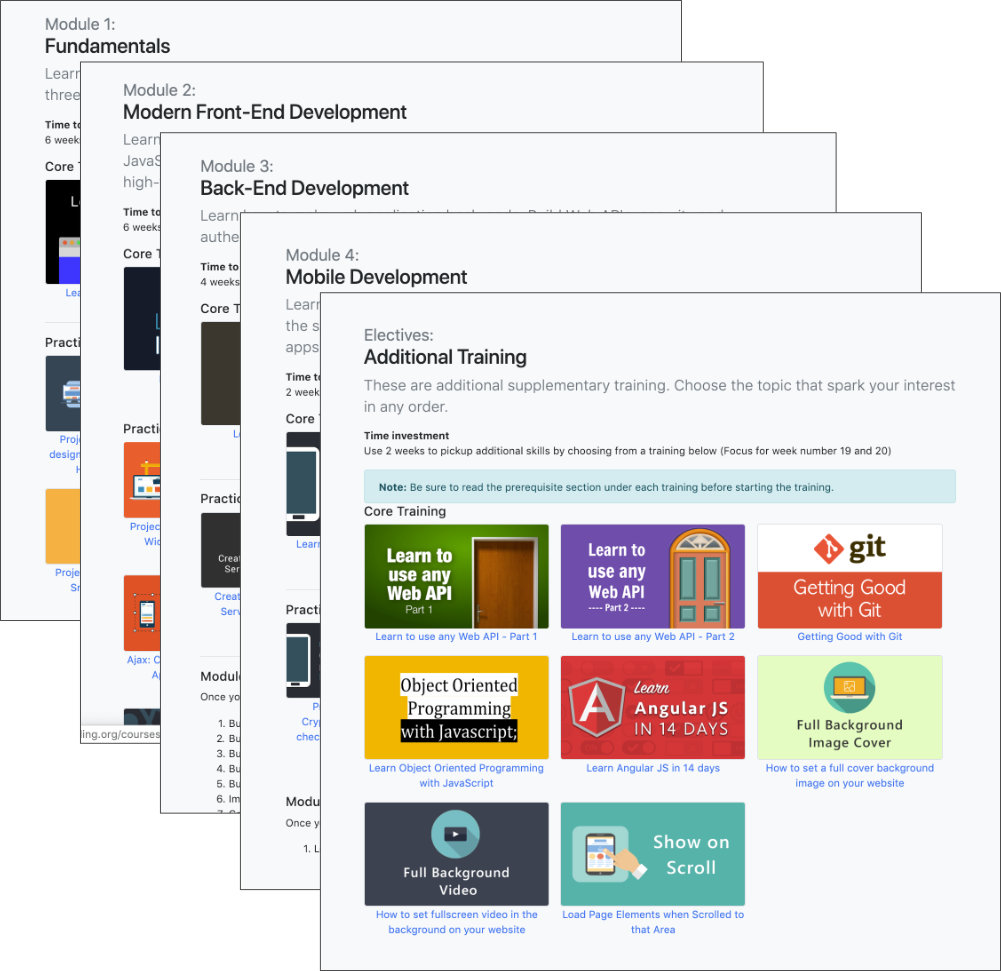 Module 1:
Fundamentals
Learn
three
Time to
6 weeks
Core T
Lea
Practi
Proj
design
H
Proje
Sr
Module 2:
Modern Front-End Development
Learn
JavaS
high-
Time to
6 weeks
Core T
Practic
Projec
Wid
Ajax: C
Ap
ling.org/courses
Module 3:
Back-End Development
Learn
authe
Time to
4 weeks
Core T
Le
Practic
Creat
Ser
Creat
Serv
Modul
Once yo
1. Bu
2. Bu
3. Bu
4. Bu
5. Bu
6. Im
Module 4:
Mobile Development
Learn
the s
apps
Time to
2 week
Core T
Learn
Practi
P
Cryp
chec
Modu
Once y
1. L
Electives:
Additional Training
These are additional supplementary training. Choose the topic that spark your interest
in any order.
Time investment
Use 2 weeks to pickup additional skills by choosing from a training below (Focus for week number 19 and 20)
Note: Be sure to read the prerequisite section under each training before starting the training.
Core Training
Learn to
use any
Web API
Part 1
Learn to use any Web API - Part 1
Learn to
use any
Web API
---- Part 2 ----
Learn to use any Web API - Part 2
git
Getting Good
with Git
Getting Good with Git
Object Oriented
Programming
with Javascript;
Learn Object Oriented Programming
with JavaScript
A
Learn
Angular JS
IN 14 DAYS
Learn Angular JS in 14 days
Full Background
Image Cover
How to set a full cover background
image on your website
Full Background
Video
How to set fullscreen video in the
background on your website
Show on
Scroll
Load Page Elements when Scrolled to
that Area